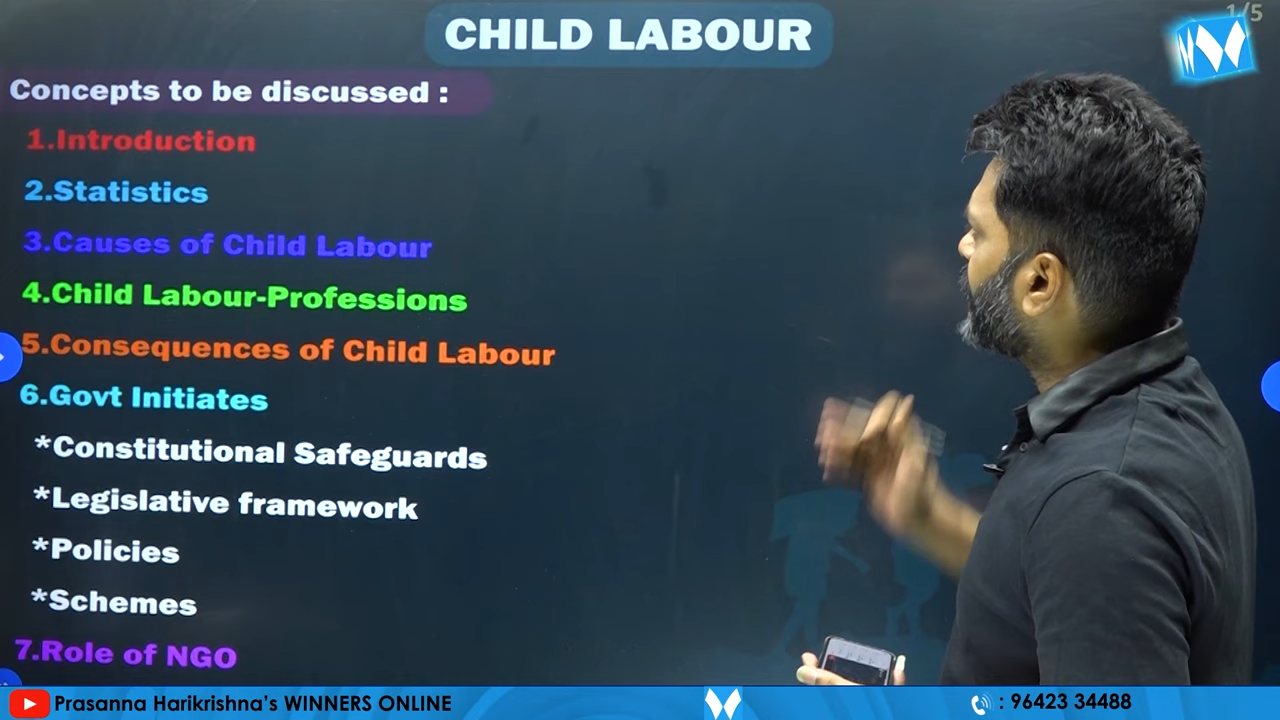 1/5
CHILD LABOUR
Concepts to be discussed :
1.Introduction
2.Statistics
3.Causes of Child Labour
4.Child Labour-Professions
5.Consequences of Child Labour
6.Govt Initiates
*Constitutional Safeguards
*Legislative framework
*Policies
*Schemes
7.Role of NGO
Prasanna Harikrishna's WINNERS ONLINE
: 96423 34488